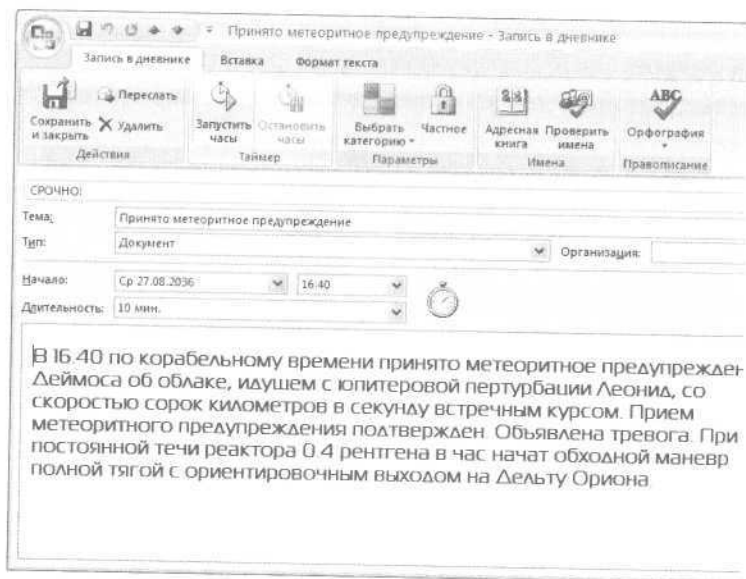 Принято метеоритное предупреждение - Запись в дневнике
Запись в дневнике Вставка Формат текста
Сохранить и закрыть
Переслать
Удалить
Действия
Запустить часы
Остановить часы
Таймер
Выбрать категорию
Частное
Параметры
Адресная книга
Проверить имена
Имена
ABC
Орфография
Правописание
СРОЧНО!
Тема: Принято метеоритное предупреждение
Тип: Документ Организация:
Начало: Ср 27.08.2036 16:40
Длительность: 10 мин.
В 16.40 по корабельному времени принято метеоритное предупрежден
Деймоса об облаке, идущем с юпитеровой пертурбации Леонид, со
скоростью сорок километров в секунду встречным курсом. Прием
метеоритного предупреждения подтвержден. Объявлена тревога. При
постоянной течи реактора 0.4 рентгена в час начат обходной маневр
полной тягой с ориентировочным выходом на Дельту Ориона